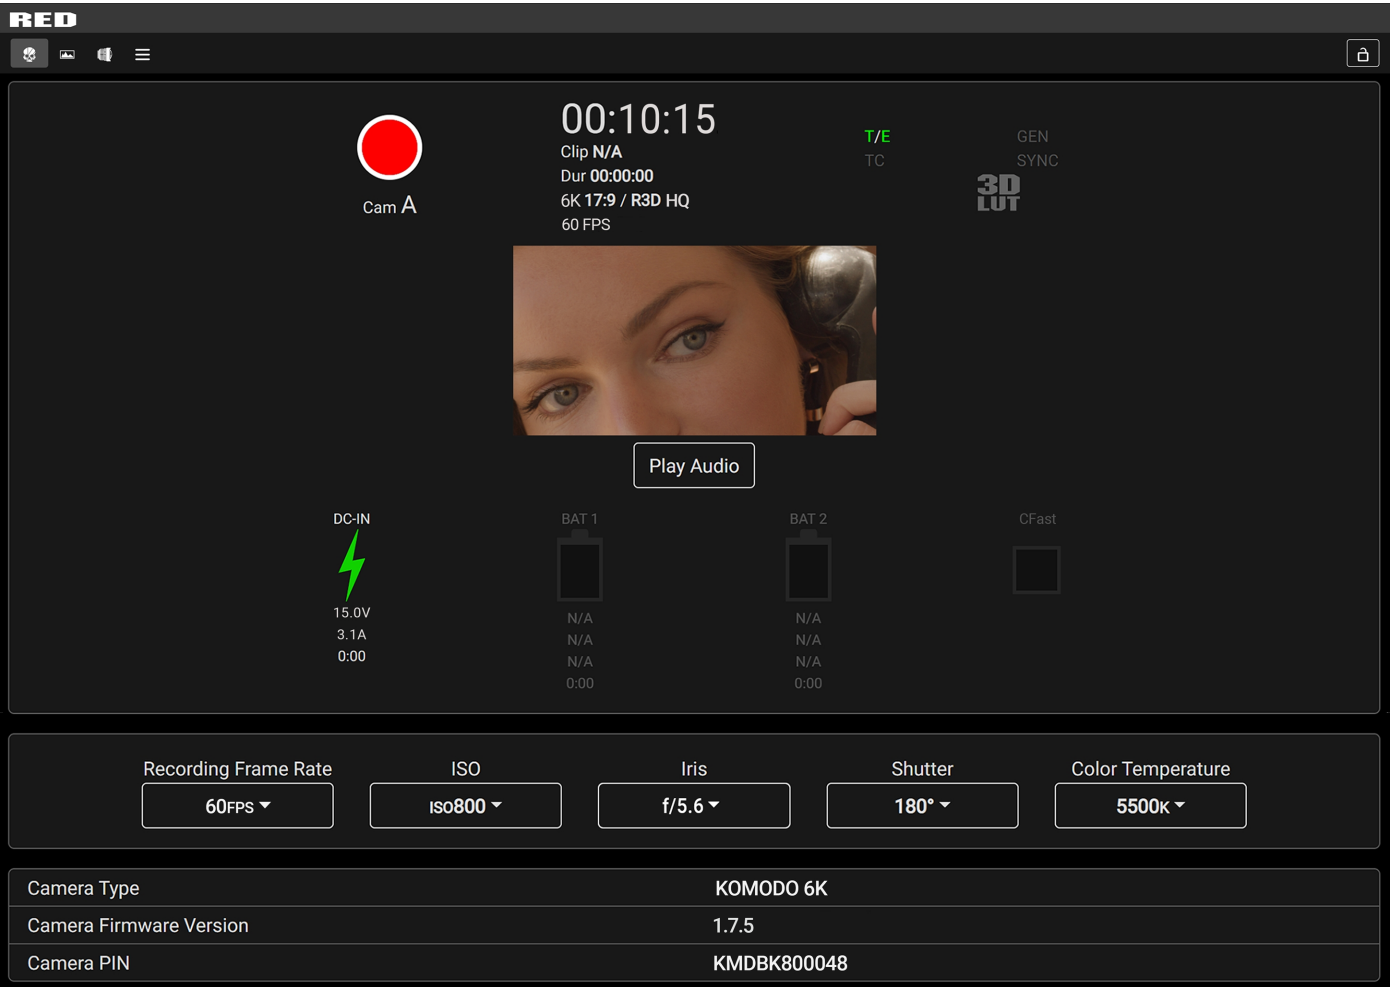 RED
00:10:15
Clip N/A
Dur 00:00:00
6K 17:9 / R3D HQ
60 FPS
T/E
TC
GEN
SYNC
3D
LUT
Cam A
Play Audio
DC-IN
15.0V
3.1A
0:00
BAT 1
N/A
N/A
N/A
0:00
BAT 2
N/A
N/A
N/A
0:00
CFast
Recording Frame Rate
60FPS
ISO
ISO800
Iris
f/5.6
Shutter
180°
Color Temperature
5500K
Camera Type
KOMODO 6K
Camera Firmware Version
1.7.5
Camera PIN
KMDBK800048